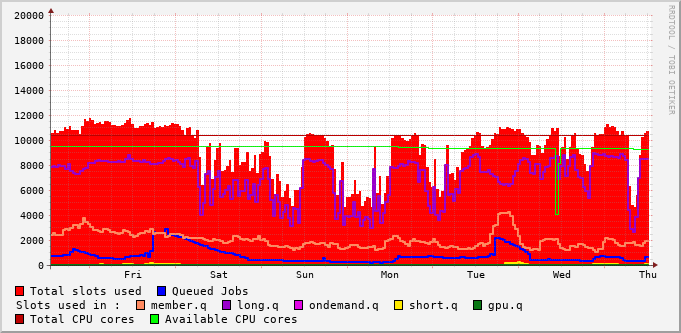 RRDTOOL / TOBI OETIKER
20000
18000
16000
14000
12000
10000
8000
6000
4000
2000
0
Fri Sat Sun Mon Tue Wed Thu
Total slots used Queued Jobs
Slots used in : member.q long.q ondemand.q short.q gpu.q
Total CPU cores Available CPU cores